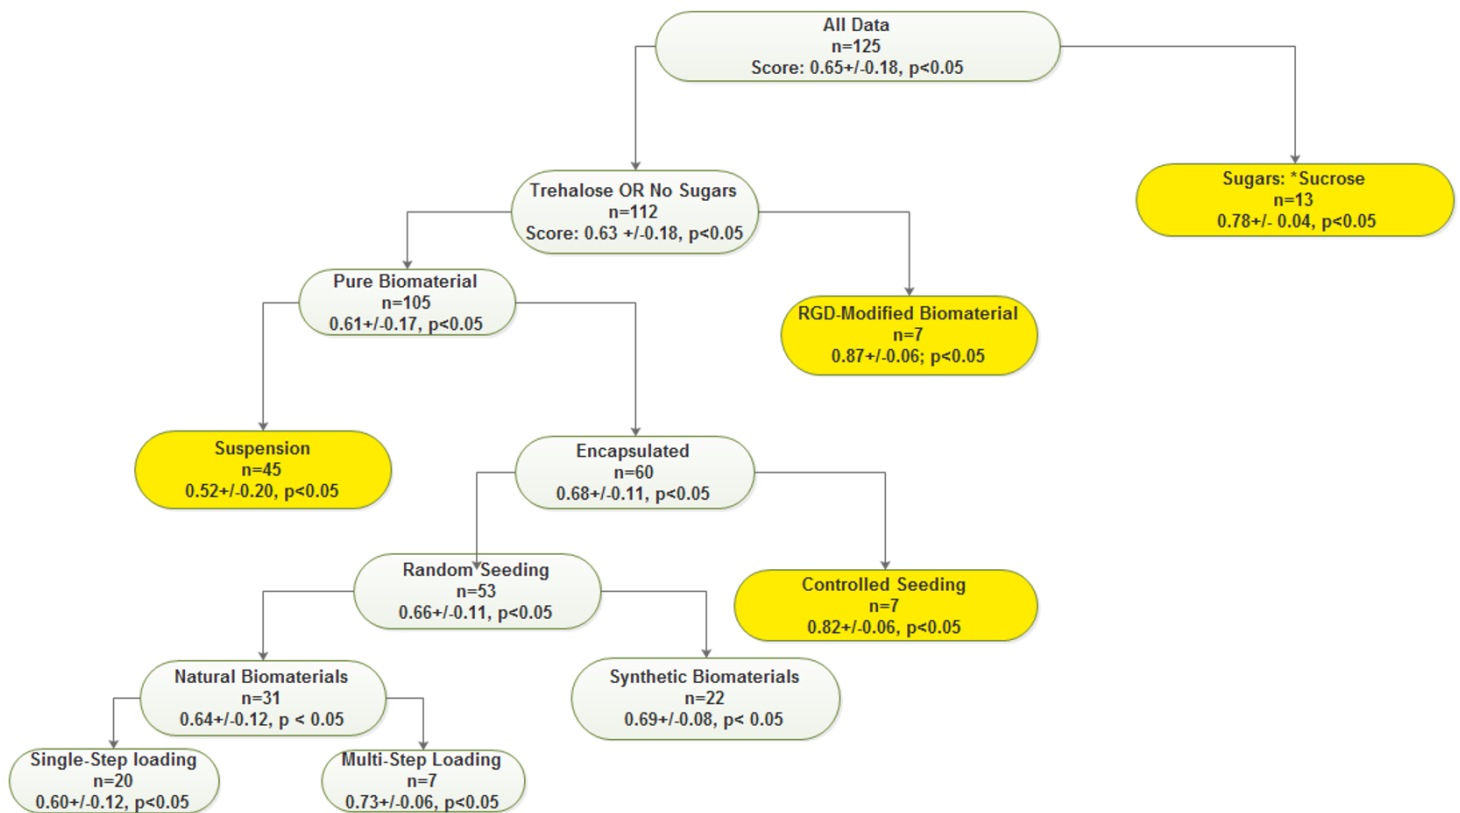 All Data
n=125
Score: 0.65+/-0.18, p<0.05
Trehalose OR No Sugars
n=112
Score: 0.63 +/-0.18, p<0.05
Sugars: *Sucrose
n=13
0.78+/- 0.04, p<0.05
Pure Biomaterial
n=105
0.61+/-0.17, p<0.05
RGD-Modified Biomaterial
n=7
0.87+/-0.06; p<0.05
Suspension
n=45
0.52+/-0.20, p<0.05
Encapsulated
n=60
0.68+/-0.11, p<0.05
Random Seeding
n=53
0.66+/-0.11, p<0.05
Controlled Seeding
n=7
0.82+/-0.06, p<0.05
Natural Biomaterials
n=31
0.64+/-0.12, p < 0.05
Synthetic Biomaterials
n=22
0.69+/-0.08, p< 0.05
Single-Step loading
n=20
0.60+/-0.12, p<0.05
Multi-Step Loading
n=7
0.73+/-0.06, p<0.05